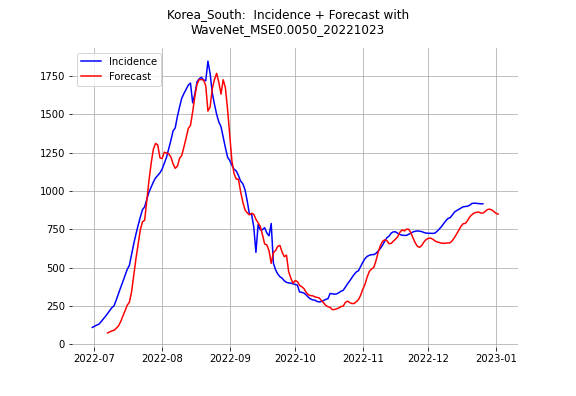 Korea_South:  Incidence + Forecast with
WaveNet_MSE0.0050_20221023
Incidence
Forecast
1750
1500
1250
1000
750
500
250
0
2022-07 2022-08 2022-09 2022-10 2022-11 2022-12 2023-01